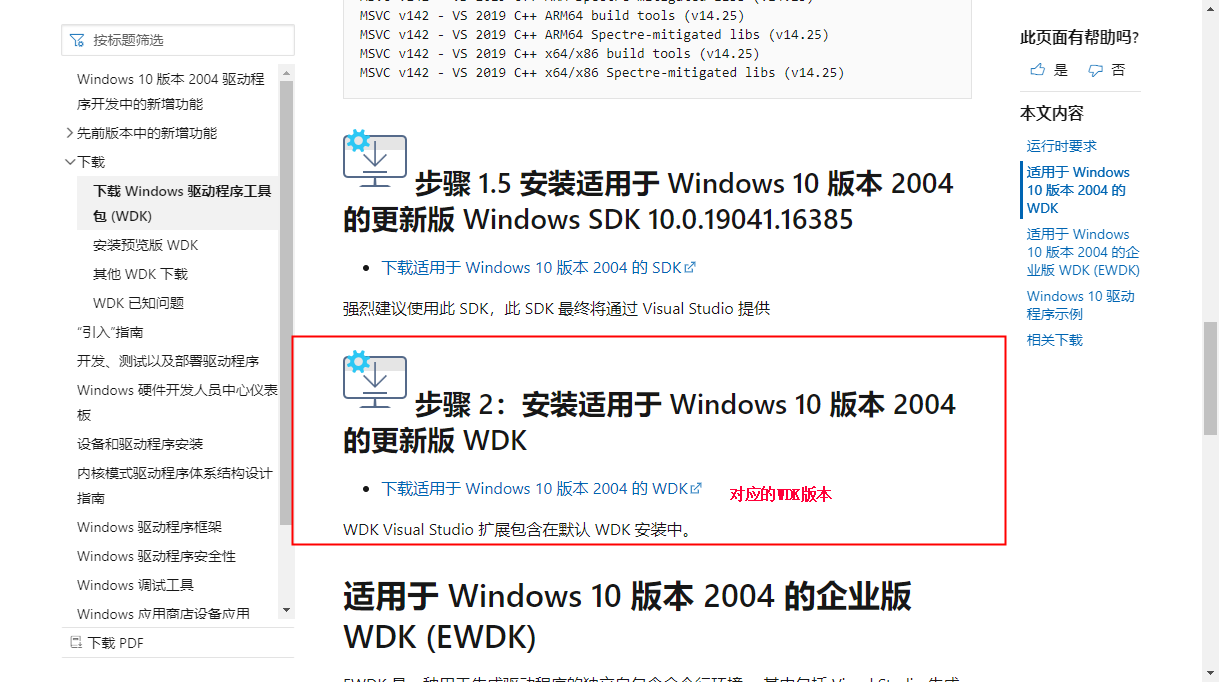 按标题筛选
Windows 10 版本 2004 驱动程
序开发中的新增功能
先前版本中的新增功能
下载
下载 Windows 驱动程序工具
包 (WDK)
安装预览版 WDK
其他 WDK 下载
WDK 已知问题
“引入”指南
开发、测试以及部署驱动程序
Windows 硬件开发人员中心仪表
板
设备和驱动程序安装
内核模式驱动程序体系结构设计
指南
Windows 驱动程序框架
Windows 驱动程序安全性
Windows 调试工具
Windows 应用商店设备应用
下载 PDF
MSVC v142 - VS 2019 C++ ARM64 build tools (v14.25)
MSVC v142 - VS 2019 C++ ARM64 Spectre-mitigated libs (v14.25)
MSVC v142 - VS 2019 C++ x64/x86 build tools (v14.25)
MSVC v142 - VS 2019 C++ x64/x86 Spectre-mitigated libs (v14.25)
步骤 1.5 安装适用于 Windows 10 版本 2004
的更新版 Windows SDK 10.0.19041.16385
下载适用于 Windows 10 版本 2004 的 SDK
强烈建议使用此 SDK，此 SDK 最终将通过 Visual Studio 提供
步骤 2：安装适用于 Windows 10 版本 2004
的更新版 WDK
下载适用于 Windows 10 版本 2004 的 WDK
对应的WDK版本
WDK Visual Studio 扩展包含在默认 WDK 安装中。
适用于 Windows 10 版本 2004 的企业版
WDK (EWDK)
此页面有帮助吗?
是 否
本文内容
运行时要求
适用于 Windows
10 版本 2004 的
WDK
适用于 Windows
10 版本 2004 的企
业版 WDK (EWDK)
Windows 10 驱动
程序示例
相关下载